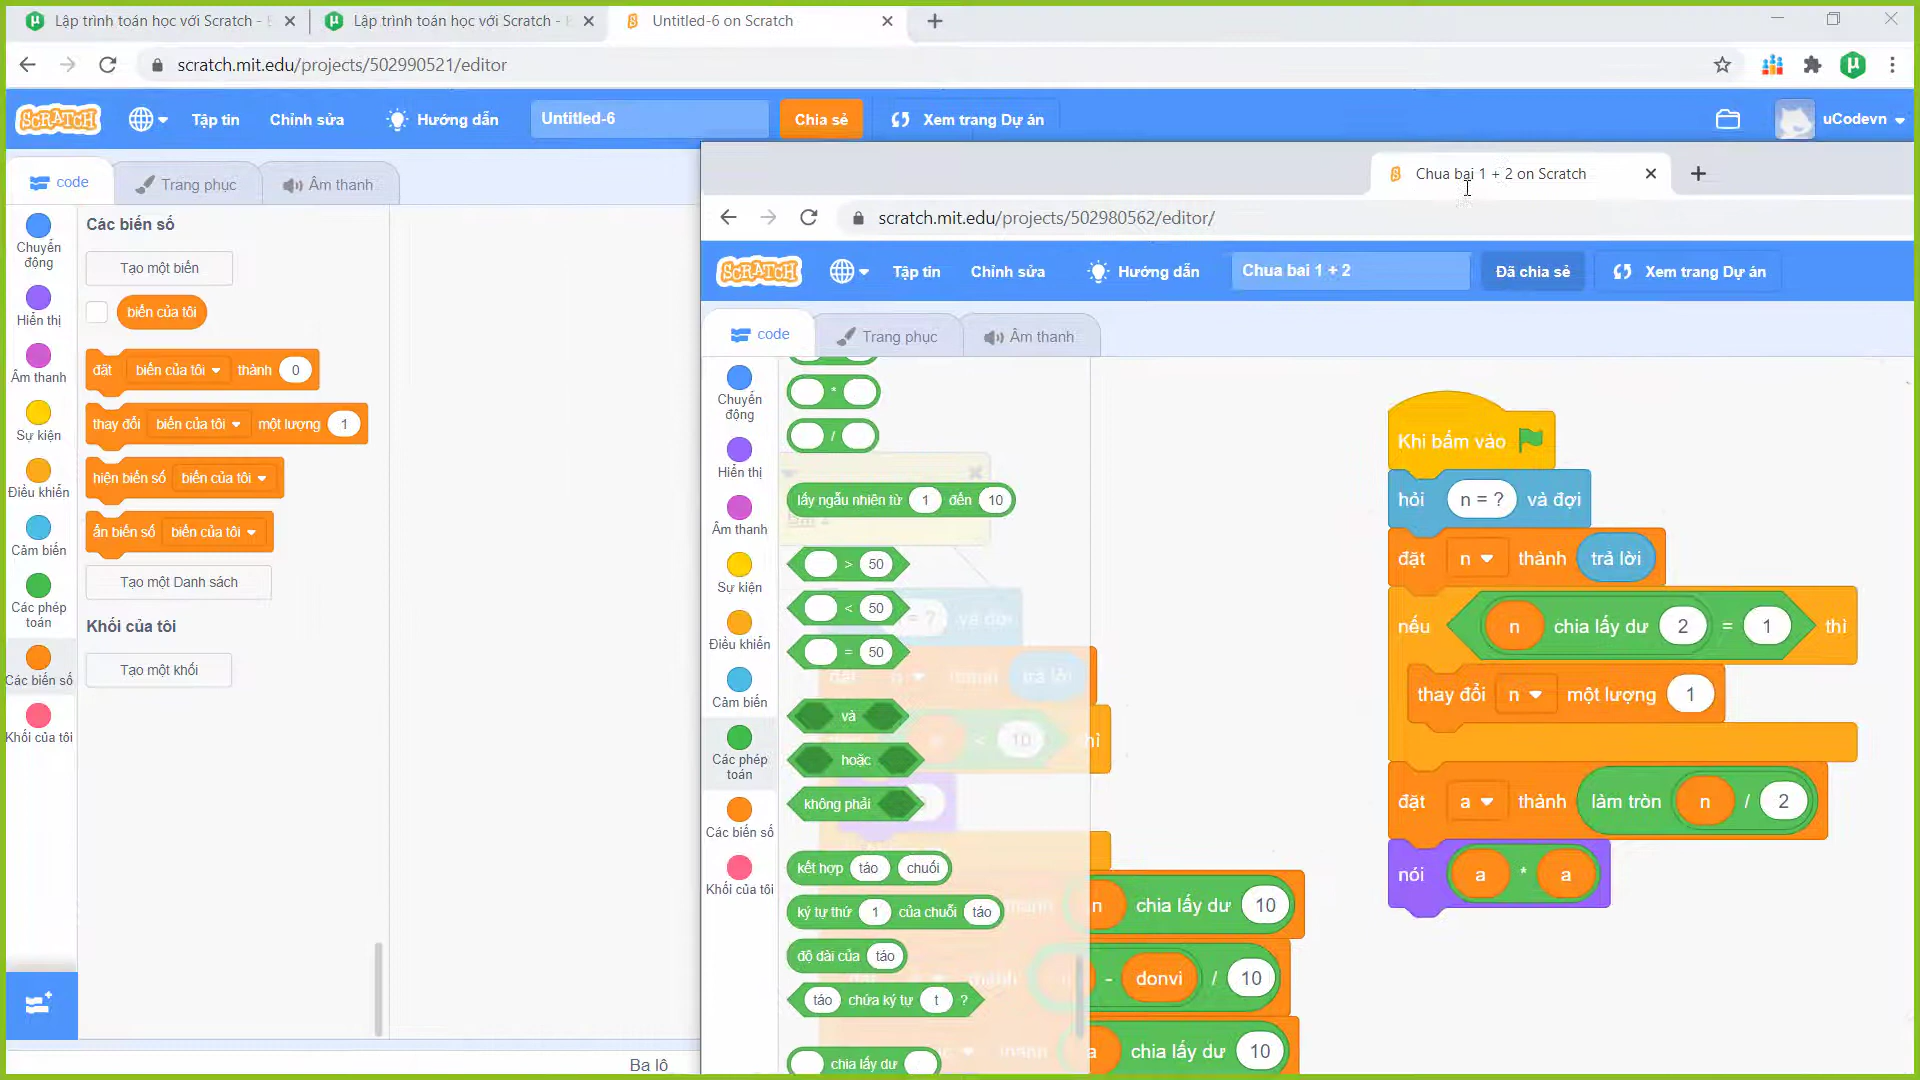 Lập trình toán học với Scratch -
Lập trình toán học với Scratch -
Untitled-6 on Scratch
scratch.mit.edu/projects/502990521/editor
SCRATCH
Tập tin
Chỉnh sửa
Hướng dẫn
Untitled-6
Chia sẻ
Xem trang Dự án
uCodevn
code
Trang phục
Âm thanh
Chuyển động
Hiển thị
Âm thanh
Sự kiện
Điều khiển
Cảm biến
Các phép toán
Các biến số
Khối của tôi
Các biến số
Tạo một biến
biến của tôi
đặt biến của tôi thành 0
thay đổi biến của tôi một lượng 1
hiện biến số biến của tôi
ẩn biến số biến của tôi
Tạo một Danh sách
Khối của tôi
Tạo một khối
Ba lô
Chua bai 1 + 2 on Scratch
scratch.mit.edu/projects/502980562/editor/
SCRATCH
Tập tin
Chỉnh sửa
Hướng dẫn
Chua bai 1 + 2
Đã chia sẻ
Xem trang Dự án
code
Trang phục
Âm thanh
Chuyển động
Hiển thị
Âm thanh
Sự kiện
Điều khiển
Cảm biến
Các phép toán
Các biến số
Khối của tôi
*
/
lấy ngẫu nhiên từ 1 đến 10
> 50
< 50
= 50
và
hoặc
không phải
kết hợp táo chuối
ký tự thứ 1 của chuỗi táo
độ dài của táo
táo chứa ký tự t ?
chia lấy dư
= ? và đợi
trả lời
< 10 thì
n chia lấy dư 10
- donvi / 10
a chia lấy dư 10
Khi bấm vào
hỏi n = ? và đợi
đặt n thành trả lời
nếu n chia lấy dư 2 = 1 thì
thay đổi n một lượng 1
đặt a thành làm tròn n / 2
nói a * a